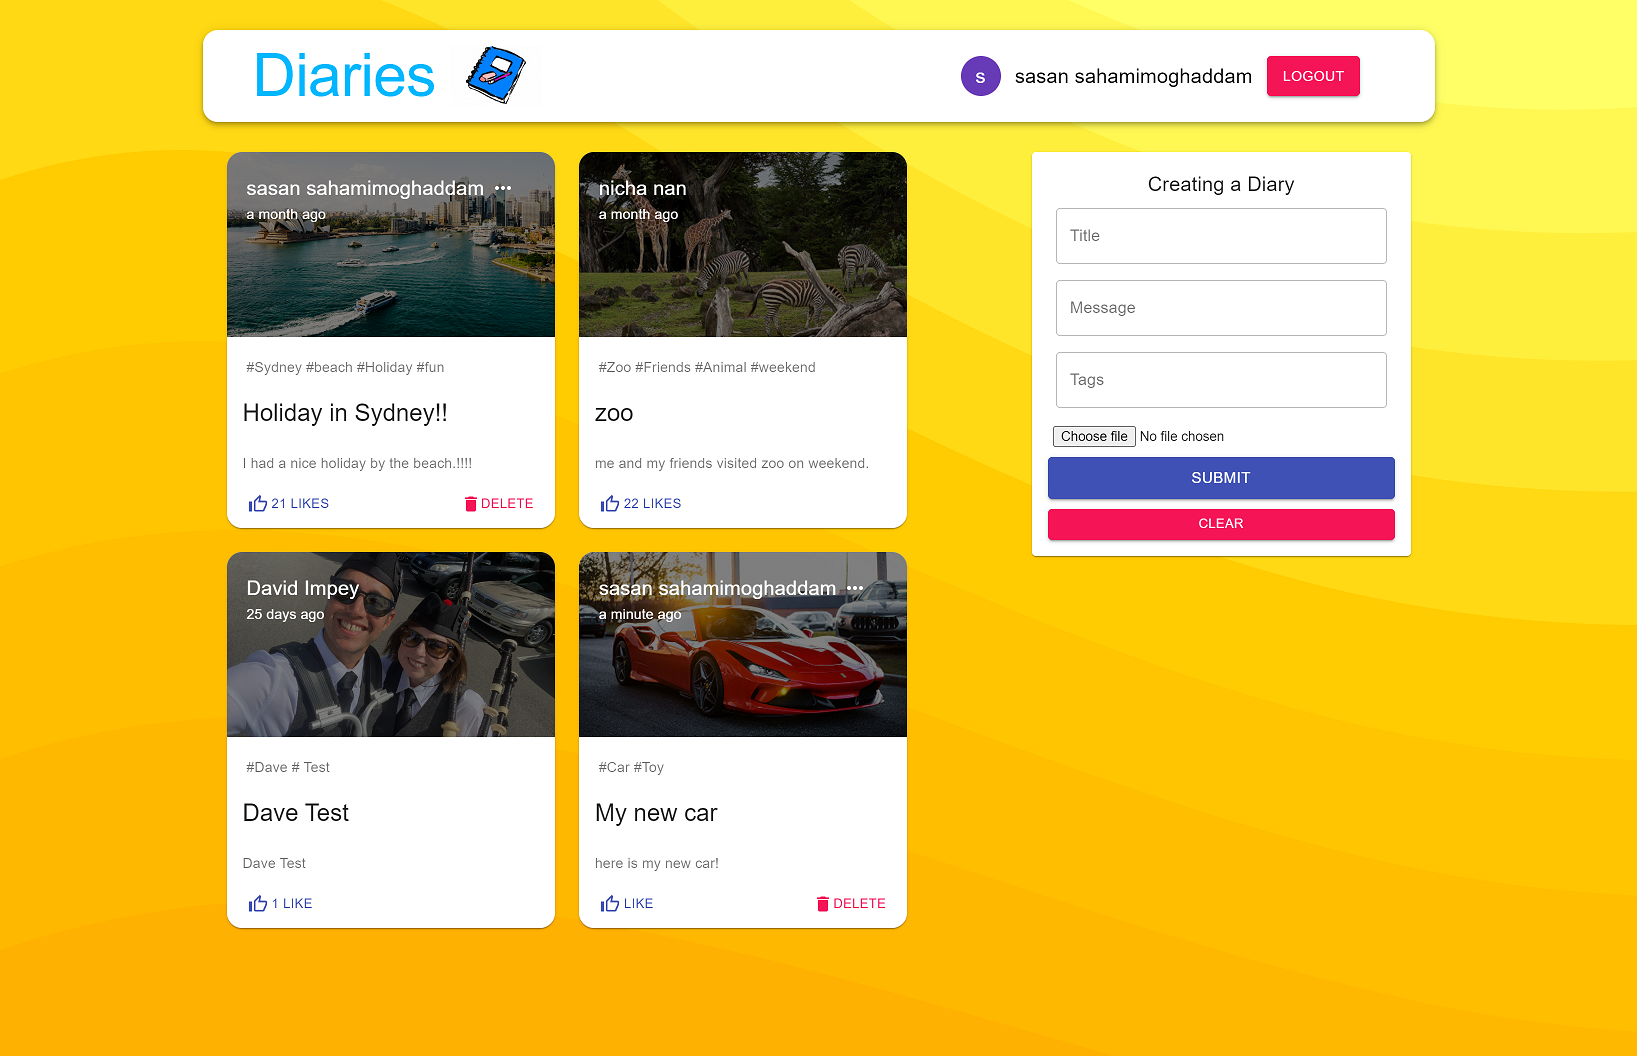 Diaries
s
sasan sahamimoghaddam
LOGOUT
sasan sahamimoghaddam •••
a month ago
#Sydney #beach #Holiday #fun
Holiday in Sydney!!
I had a nice holiday by the beach.!!!!
21 LIKES
DELETE
nicha nan
a month ago
#Zoo #Friends #Animal #weekend
zoo
me and my friends visited zoo on weekend.
22 LIKES
David Impey
25 days ago
#Dave # Test
Dave Test
Dave Test
1 LIKE
sasan sahamimoghaddam •••
a minute ago
#Car #Toy
My new car
here is my new car!
LIKE
DELETE
Creating a Diary
Title
Message
Tags
Choose file No file chosen
SUBMIT
CLEAR